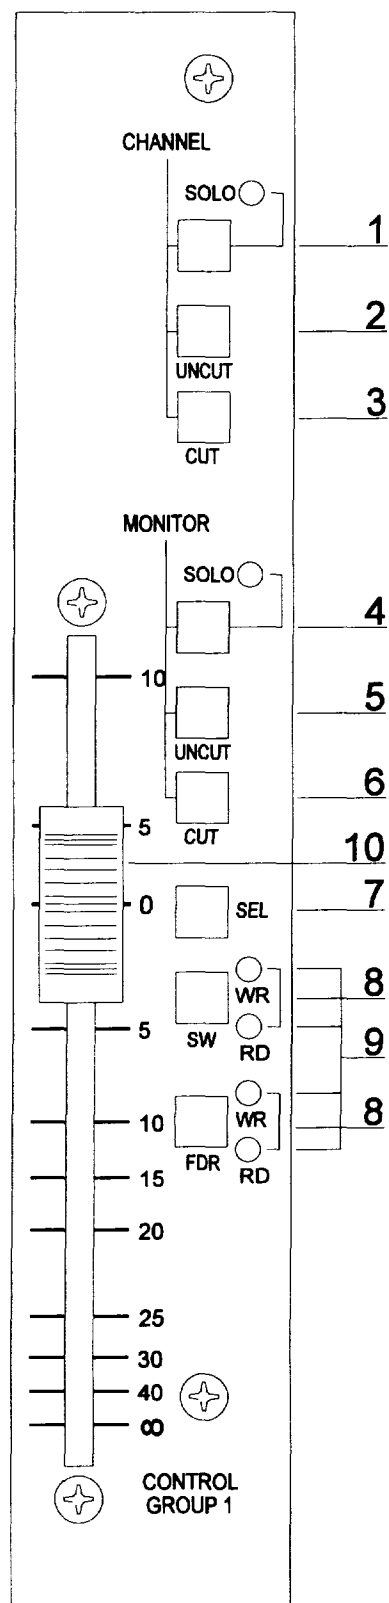 CHANNEL
SOLO
1
2
UNCUT
3
CUT
MONITOR
SOLO
4
10
5
UNCUT
6
5
CUT
10
0
SEL
7
WR
8
SW
5
RD
9
WR
10
8
FDR
RD
15
20
25
30
40
∞
CONTROL
GROUP 1